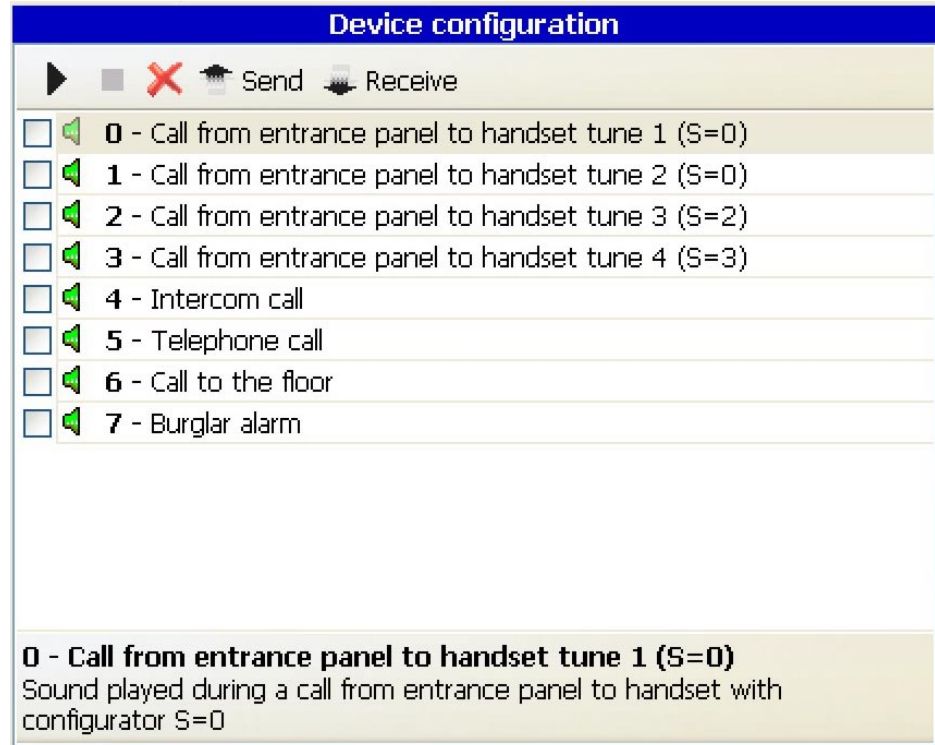 Device configuration
Send Receive
0 - Call from entrance panel to handset tune 1 (S=0)
1 - Call from entrance panel to handset tune 2 (S=0)
2 - Call from entrance panel to handset tune 3 (S=2)
3 - Call from entrance panel to handset tune 4 (S=3)
4 - Intercom call
5 - Telephone call
6 - Call to the floor
7 - Burglar alarm
0 - Call from entrance panel to handset tune 1 (S=0)
Sound played during a call from entrance panel to handset with
configurator S=0